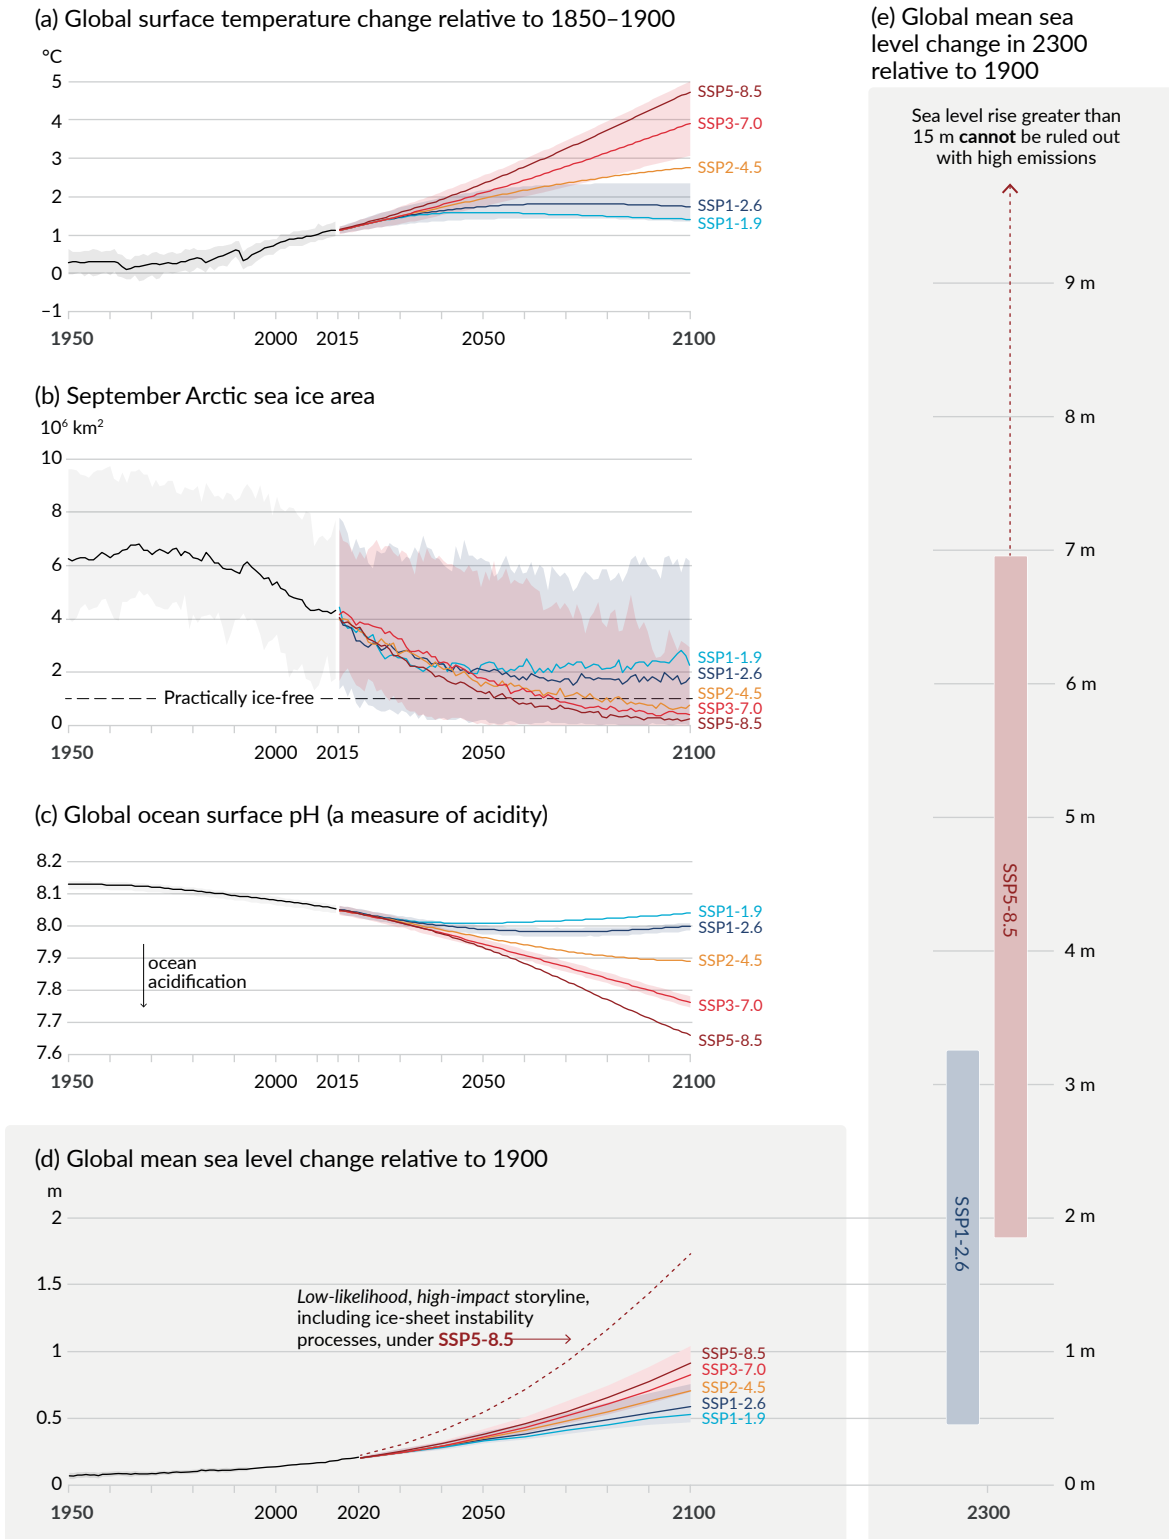 (a) Global surface temperature change relative to 1850–1900
°C
5
4
3
2
1
0
–1
SSP5-8.5
SSP3-7.0
SSP2-4.5
SSP1-2.6
SSP1-1.9
1950 2000 2015 2050 2100
(b) September Arctic sea ice area
10⁶ km²
10
8
6
4
2
0
Practically ice-free
SSP1-1.9
SSP1-2.6
SSP2-4.5
SSP3-7.0
SSP5-8.5
1950 2000 2015 2050 2100
(c) Global ocean surface pH (a measure of acidity)
8.2
8.1
8.0
7.9
7.8
7.7
7.6
ocean
acidification
SSP1-1.9
SSP1-2.6
SSP2-4.5
SSP3-7.0
SSP5-8.5
1950 2000 2015 2050 2100
(d) Global mean sea level change relative to 1900
m
2
1.5
1
0.5
0
Low-likelihood, high-impact storyline,
including ice-sheet instability
processes, under SSP5-8.5
SSP5-8.5
SSP3-7.0
SSP2-4.5
SSP1-2.6
SSP1-1.9
1950 2000 2020 2050 2100
(e) Global mean sea
level change in 2300
relative to 1900
Sea level rise greater than
15 m cannot be ruled out
with high emissions
9 m
8 m
7 m
6 m
5 m
4 m
3 m
2 m
1 m
0 m
SSP5-8.5
SSP1-2.6
2300